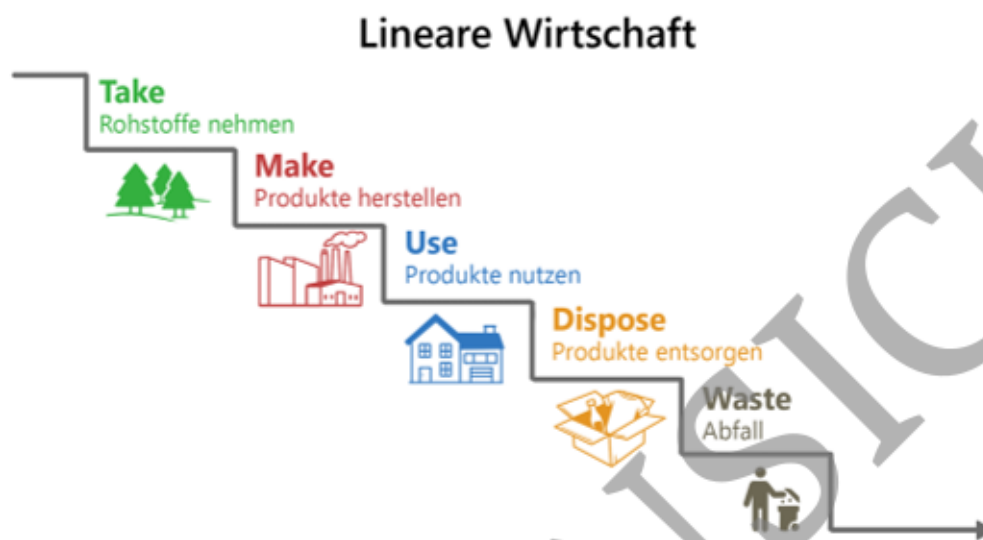 Lineare Wirtschaft
Take
Rohstoffe nehmen
Make
Produkte herstellen
Use
Produkte nutzen
Dispose
Produkte entsorgen
Waste
Abfall